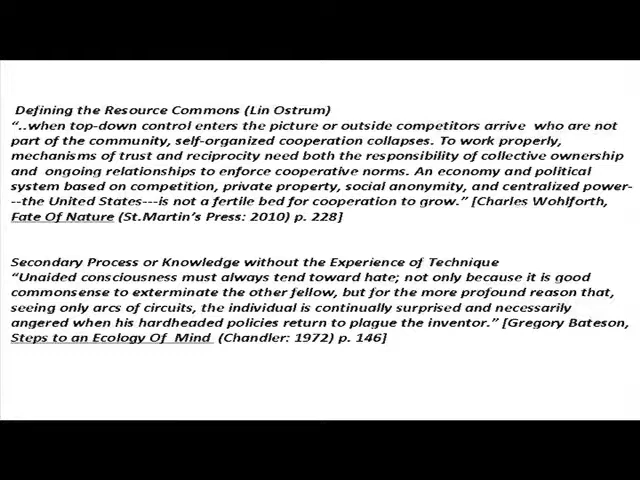 Defining the Resource Commons (Lin Ostrum)
“..when top-down control enters the picture or outside competitors arrive who are not
part of the community, self-organized cooperation collapses. To work properly,
mechanisms of trust and reciprocity need both the responsibility of collective ownership
and ongoing relationships to enforce cooperative norms. An economy and political
system based on competition, private property, social anonymity, and centralized power-
--the United States---is not a fertile bed for cooperation to grow.” [Charles Wohlforth,
Fate Of Nature (St.Martin’s Press: 2010) p. 228]
Secondary Process or Knowledge without the Experience of Technique
“Unaided consciousness must always tend toward hate; not only because it is good
commonsense to exterminate the other fellow, but for the more profound reason that,
seeing only arcs of circuits, the individual is continually surprised and necessarily
angered when his hardheaded policies return to plague the inventor.” [Gregory Bateson,
Steps to an Ecology Of Mind (Chandler: 1972) p. 146]